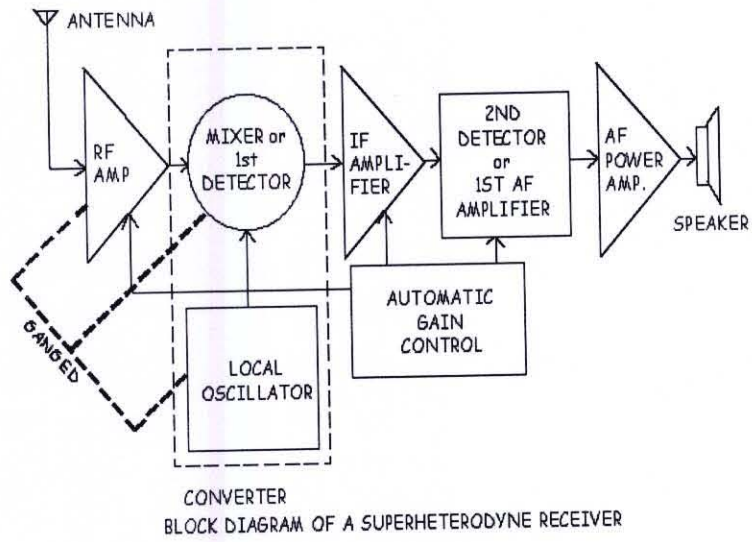 ANTENNA
RF
AMP
MIXER or
1st
DETECTOR
IF
AMPLI-
FIER
2ND
DETECTOR
or
1ST AF
AMPLIFIER
AF
POWER
AMP.
SPEAKER
AUTOMATIC
GAIN
CONTROL
LOCAL
OSCILLATOR
GANGED
CONVERTER
BLOCK DIAGRAM OF A SUPERHETERODYNE RECEIVER